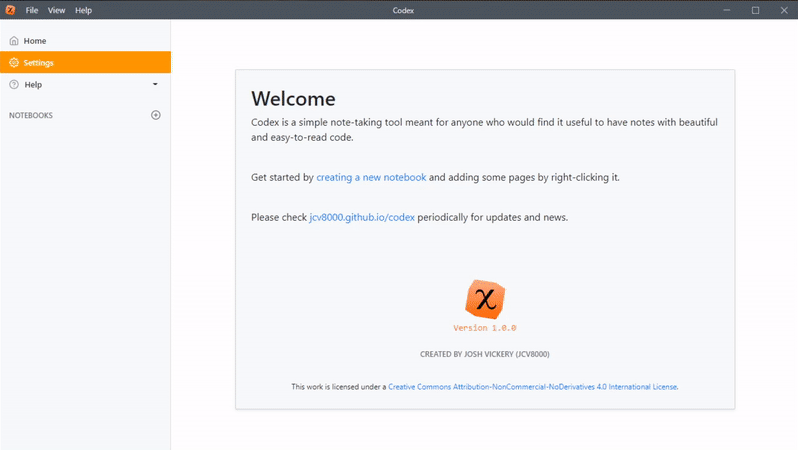 File View Help Codex
Home
Settings
Help
NOTEBOOKS
Welcome
Codex is a simple note-taking tool meant for anyone who would find it useful to have notes with beautiful
and easy-to-read code.
Get started by creating a new notebook and adding some pages by right-clicking it.
Please check jcv8000.github.io/codex periodically for updates and news.
Version 1.0.0
CREATED BY JOSH VICKERY (JCV8000)
This work is licensed under a Creative Commons Attribution-NonCommercial-NoDerivatives 4.0 International License.